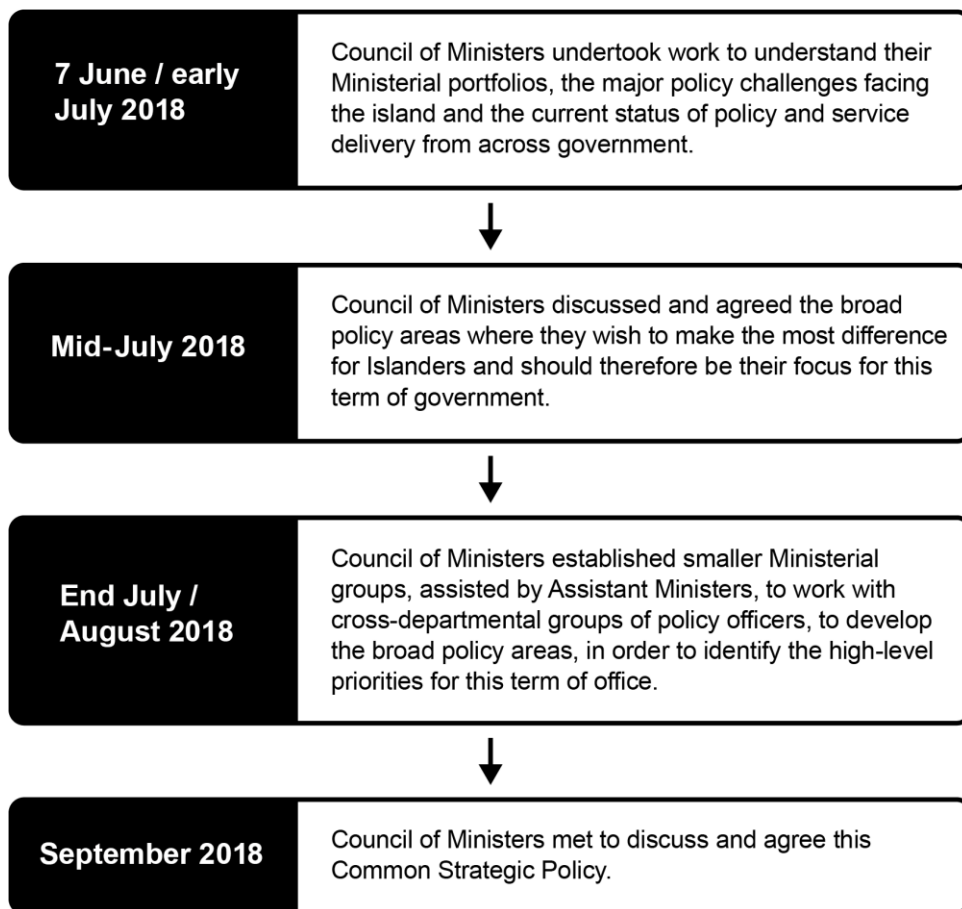 7 June / early
July 2018
Council of Ministers undertook work to understand their
Ministerial portfolios, the major policy challenges facing
the island and the current status of policy and service
delivery from across government.
Mid-July 2018
Council of Ministers discussed and agreed the broad
policy areas where they wish to make the most difference
for Islanders and should therefore be their focus for this
term of government.
End July /
August 2018
Council of Ministers established smaller Ministerial
groups, assisted by Assistant Ministers, to work with
cross-departmental groups of policy officers, to develop
the broad policy areas, in order to identify the high-level
priorities for this term of office.
September 2018
Council of Ministers met to discuss and agree this
Common Strategic Policy.